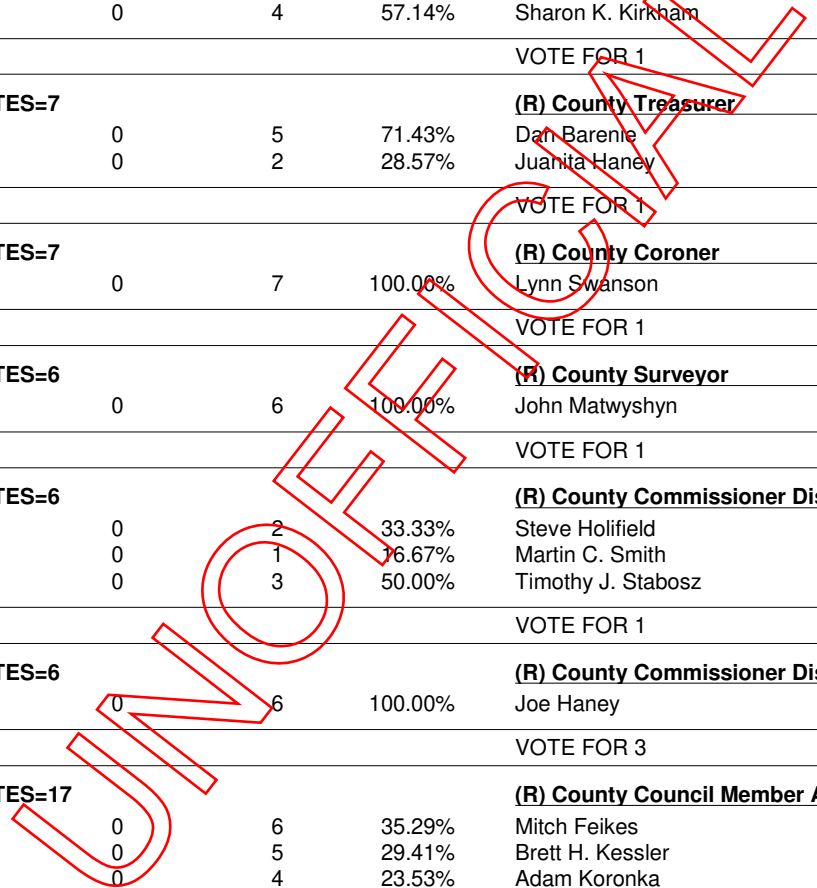 0 4 57.14% Sharon K. Kirkham
VOTE FOR 1
TES=7 (R) County Treasurer
0 5 71.43% Dan Barenie
0 2 28.57% Juanita Haney
VOTE FOR 1
TES=7 (R) County Coroner
0 7 100.00% Lynn Swanson
VOTE FOR 1
TES=6 (R) County Surveyor
0 6 100.00% John Matwyshyn
VOTE FOR 1
TES=6 (R) County Commissioner Dis
0 2 33.33% Steve Holifield
0 1 16.67% Martin C. Smith
0 3 50.00% Timothy J. Stabosz
VOTE FOR 1
TES=6 (R) County Commissioner Dis
0 6 100.00% Joe Haney
VOTE FOR 3
TES=17 (R) County Council Member A
0 6 35.29% Mitch Feikes
0 5 29.41% Brett H. Kessler
0 4 23.53% Adam Koronka
UNOFFICIAL